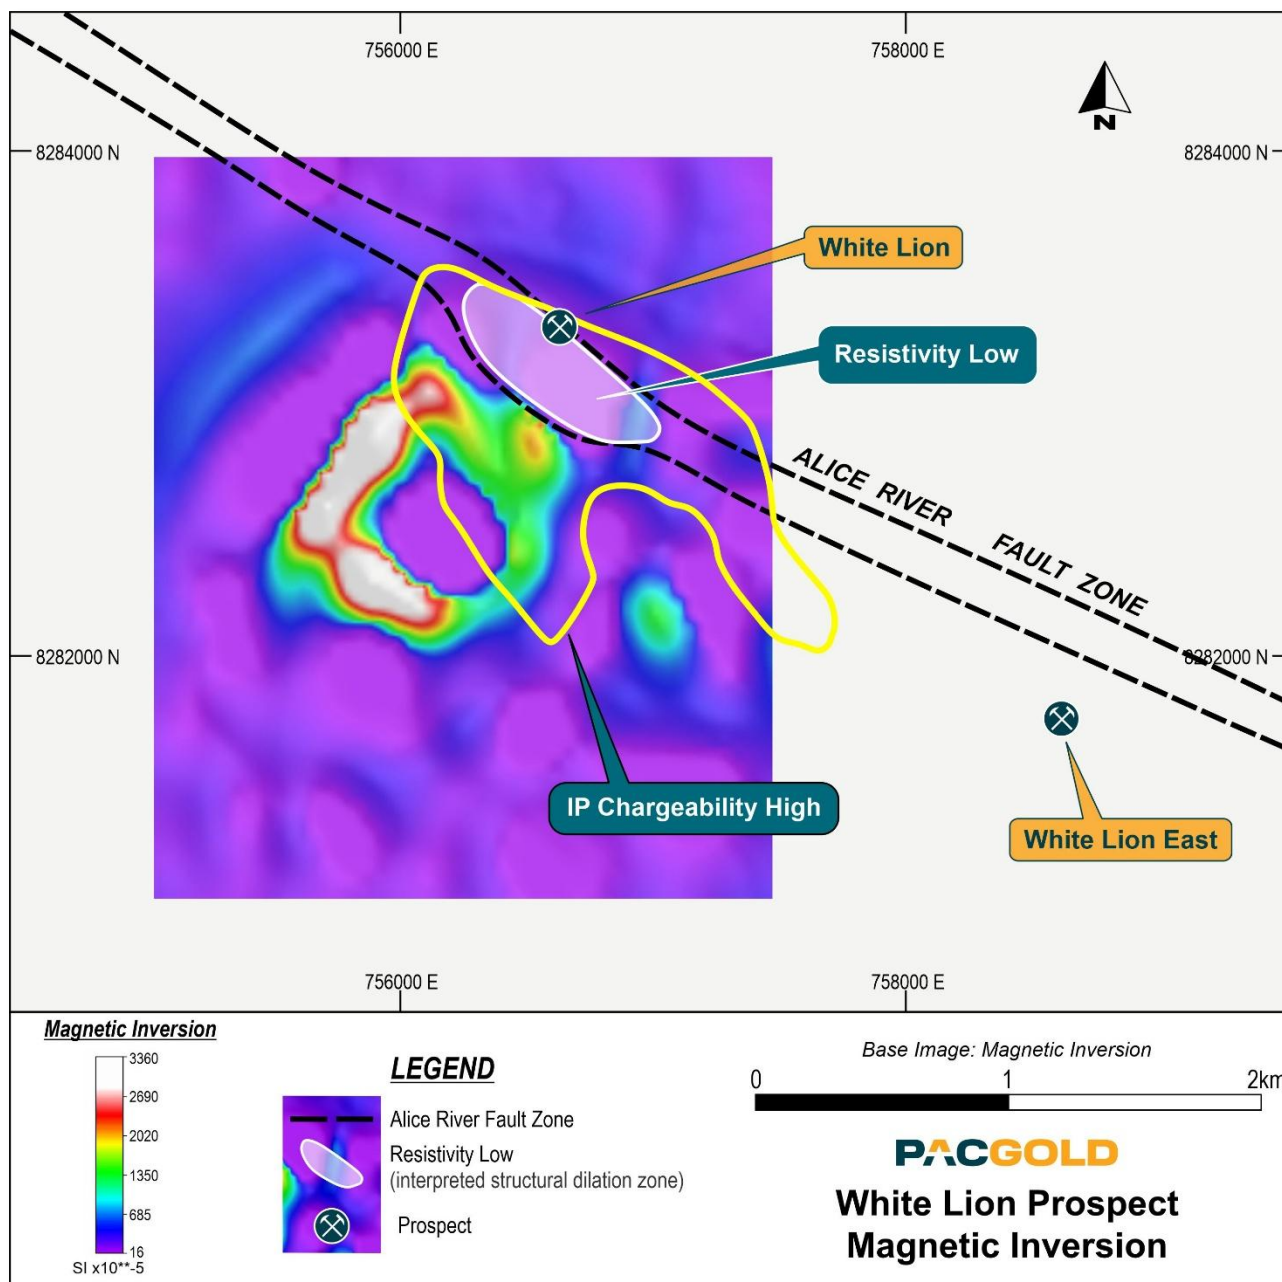 756000 E
758000 E
N
8284000 N
8284000 N
White Lion
Resistivity Low
ALICE RIVER FAULT ZONE
8282000 N
8282000 N
IP Chargeability High
White Lion East
756000 E
758000 E
Magnetic Inversion
3360
2690
2020
1350
685
16
SI x10**-5
LEGEND
Alice River Fault Zone
Resistivity Low
(interpreted structural dilation zone)
Prospect
Base Image: Magnetic Inversion
0 1 2km
PACGOLD
White Lion Prospect
Magnetic Inversion